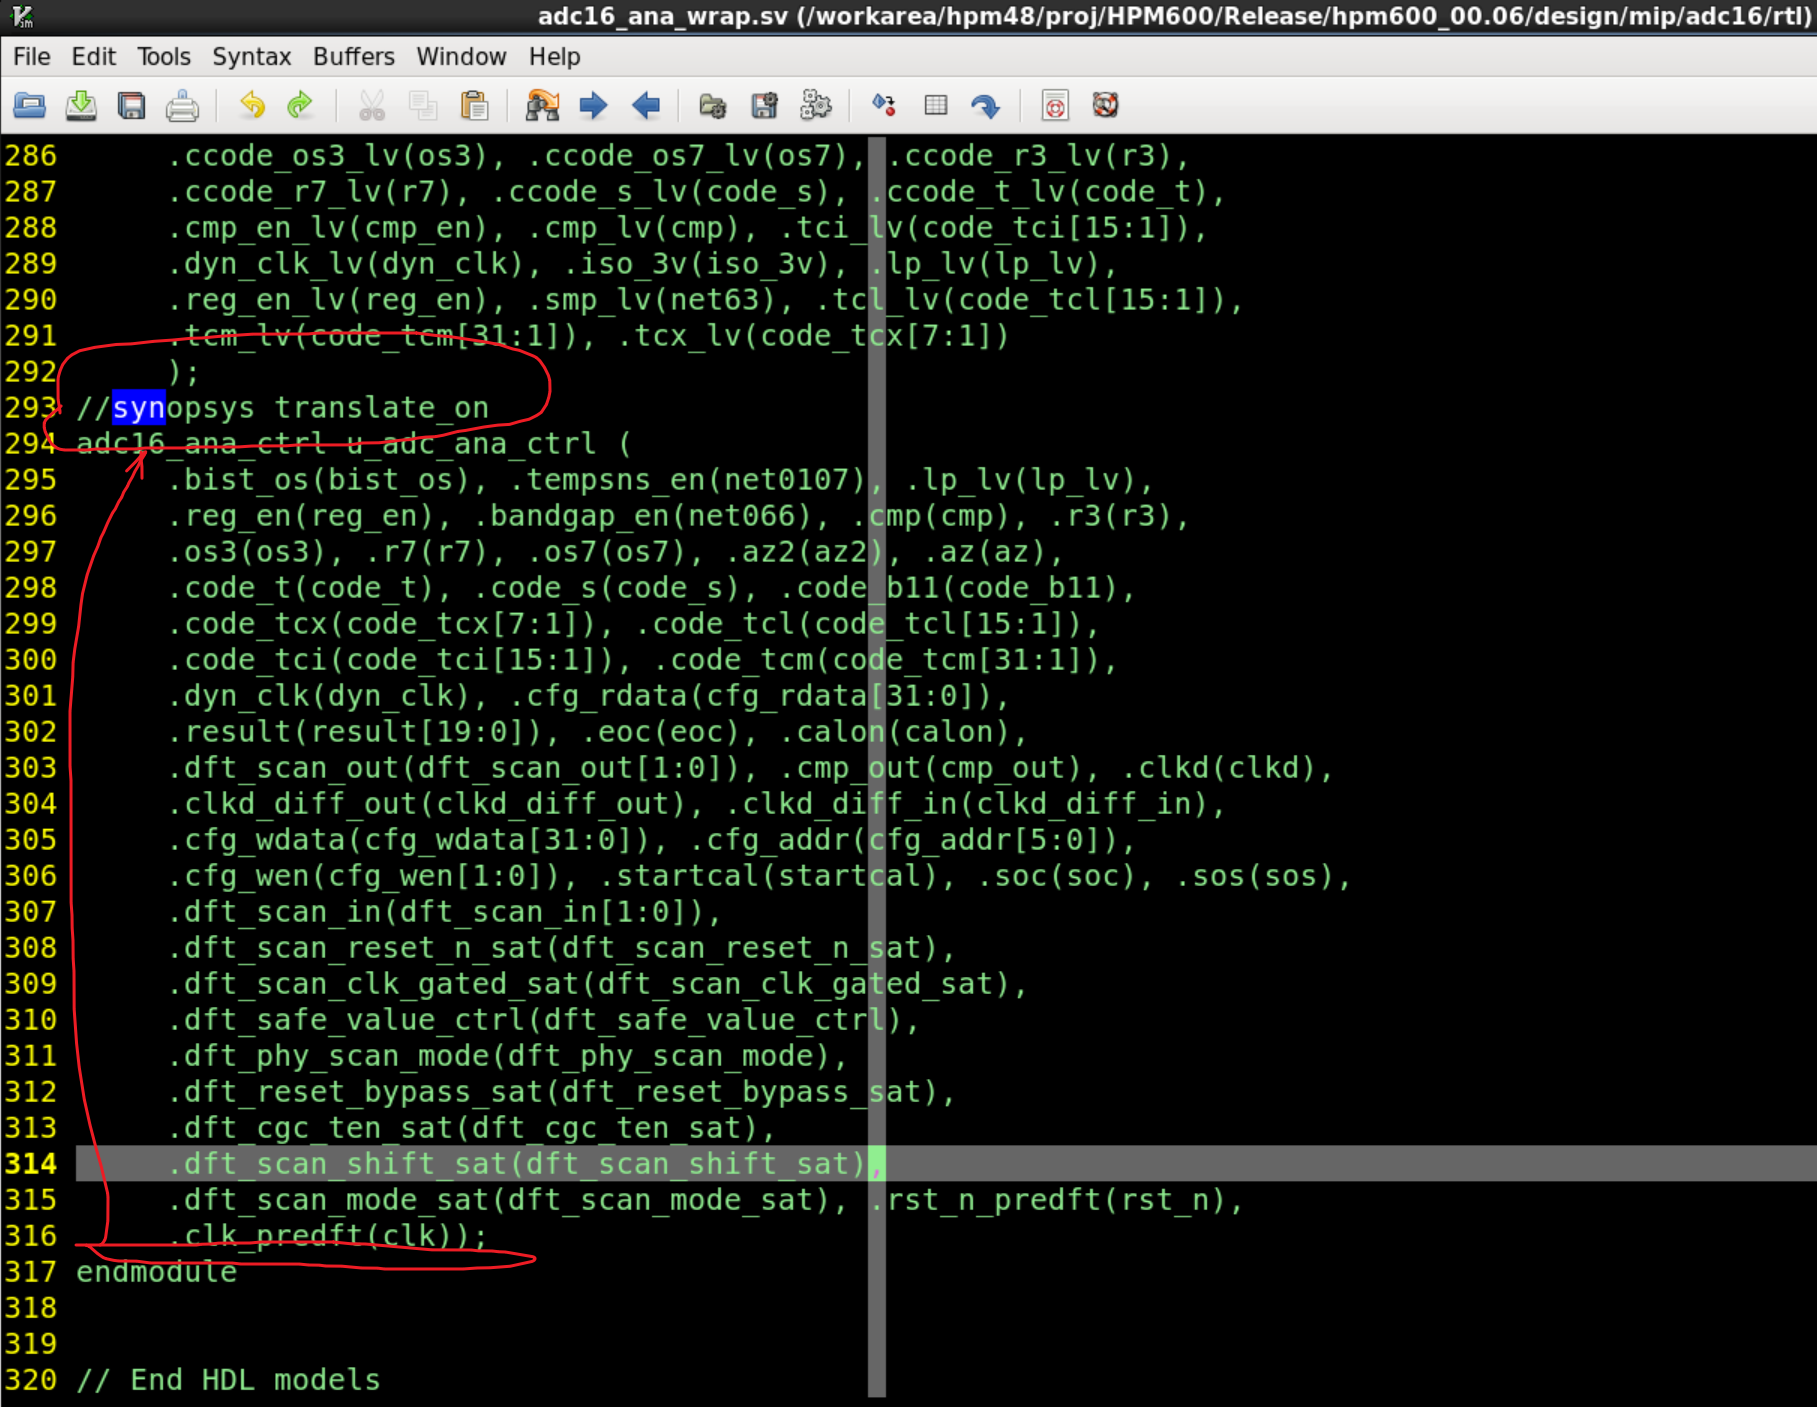 adc16_ana_wrap.sv (/workarea/hpm48/proj/HPM600/Release/hpm600_00.06/design/mip/adc16/rtl)
File Edit Tools Syntax Buffers Window Help
286 .ccode_os3_lv(os3), .ccode_os7_lv(os7), .ccode_r3_lv(r3),
287 .ccode_r7_lv(r7), .ccode_s_lv(code_s), .ccode_t_lv(code_t),
288 .cmp_en_lv(cmp_en), .cmp_lv(cmp), .tci_lv(code_tci[15:1]),
289 .dyn_clk_lv(dyn_clk), .iso_3v(iso_3v), .lp_lv(lp_lv),
290 .reg_en_lv(reg_en), .smp_lv(net63), .tcl_lv(code_tcl[15:1]),
291 .tcm_lv(code_tcm[31:1]), .tcx_lv(code_tcx[7:1])
292 );
293 //synopsys translate_on
294 adc16_ana_ctrl u_adc_ana_ctrl (
295 .bist_os(bist_os), .tempsns_en(net0107), .lp_lv(lp_lv),
296 .reg_en(reg_en), .bandgap_en(net066), .cmp(cmp), .r3(r3),
297 .os3(os3), .r7(r7), .os7(os7), .az2(az2), .az(az),
298 .code_t(code_t), .code_s(code_s), .code_b11(code_b11),
299 .code_tcx(code_tcx[7:1]), .code_tcl(code_tcl[15:1]),
300 .code_tci(code_tci[15:1]), .code_tcm(code_tcm[31:1]),
301 .dyn_clk(dyn_clk), .cfg_rdata(cfg_rdata[31:0]),
302 .result(result[19:0]), .eoc(eoc), .calon(calon),
303 .dft_scan_out(dft_scan_out[1:0]), .cmp_out(cmp_out), .clkd(clkd),
304 .clkd_diff_out(clkd_diff_out), .clkd_diff_in(clkd_diff_in),
305 .cfg_wdata(cfg_wdata[31:0]), .cfg_addr(cfg_addr[5:0]),
306 .cfg_wen(cfg_wen[1:0]), .startcal(startcal), .soc(soc), .sos(sos),
307 .dft_scan_in(dft_scan_in[1:0]),
308 .dft_scan_reset_n_sat(dft_scan_reset_n_sat),
309 .dft_scan_clk_gated_sat(dft_scan_clk_gated_sat),
310 .dft_safe_value_ctrl(dft_safe_value_ctrl),
311 .dft_phy_scan_mode(dft_phy_scan_mode),
312 .dft_reset_bypass_sat(dft_reset_bypass_sat),
313 .dft_cgc_ten_sat(dft_cgc_ten_sat),
314 .dft_scan_shift_sat(dft_scan_shift_sat),
315 .dft_scan_mode_sat(dft_scan_mode_sat), .rst_n_predft(rst_n),
316 .clk_predft(clk));
317 endmodule
318
319
320 // End HDL models